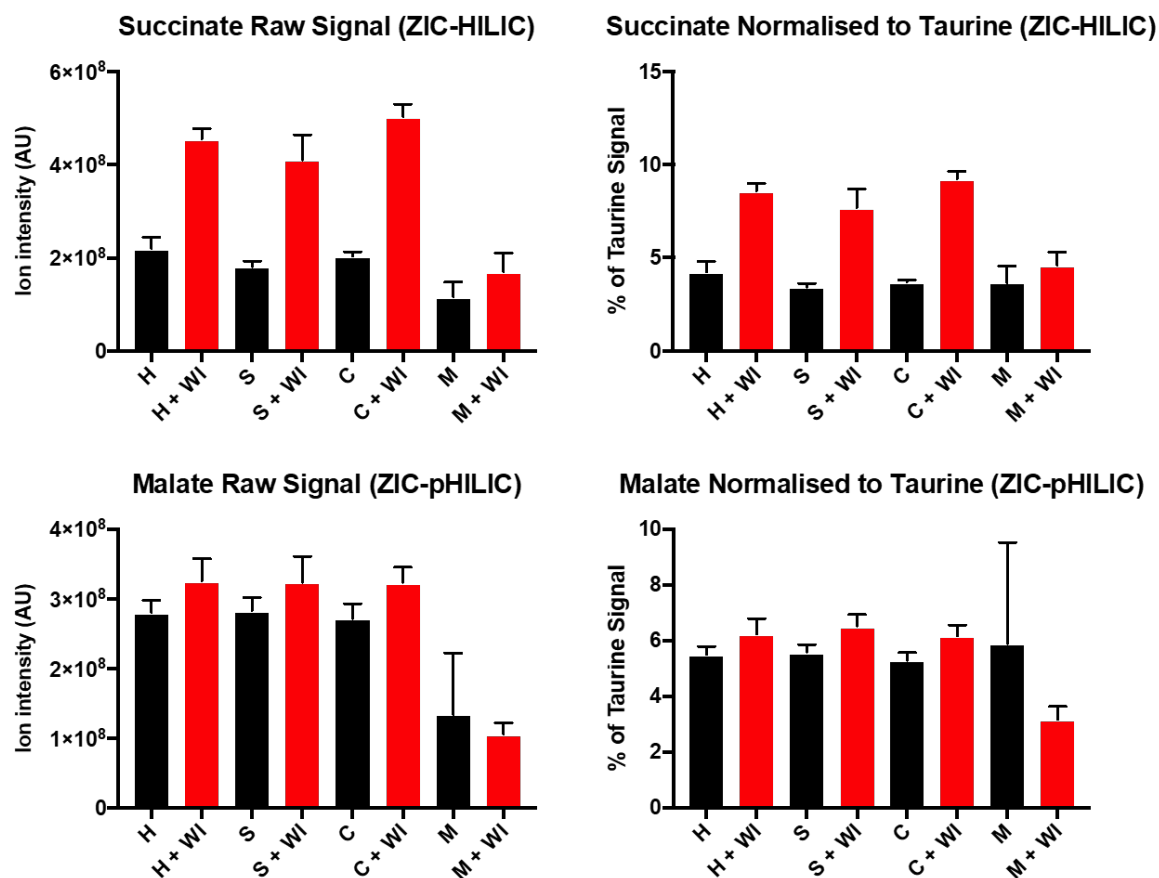 Succinate Raw Signal (ZIC-HILIC)
Ion intensity (AU)
6×10⁸
4×10⁸
2×10⁸
0
H
H + WI
S
S + WI
C
C + WI
M
M + WI
Succinate Normalised to Taurine (ZIC-HILIC)
% of Taurine Signal
15
10
5
0
H
H + WI
S
S + WI
C
C + WI
M
M + WI
Malate Raw Signal (ZIC-pHILIC)
Ion intensity (AU)
4×10⁸
3×10⁸
2×10⁸
1×10⁸
0
H
H + WI
S
S + WI
C
C + WI
M
M + WI
Malate Normalised to Taurine (ZIC-pHILIC)
% of Taurine Signal
10
8
6
4
2
0
H
H + WI
S
S + WI
C
C + WI
M
M + WI